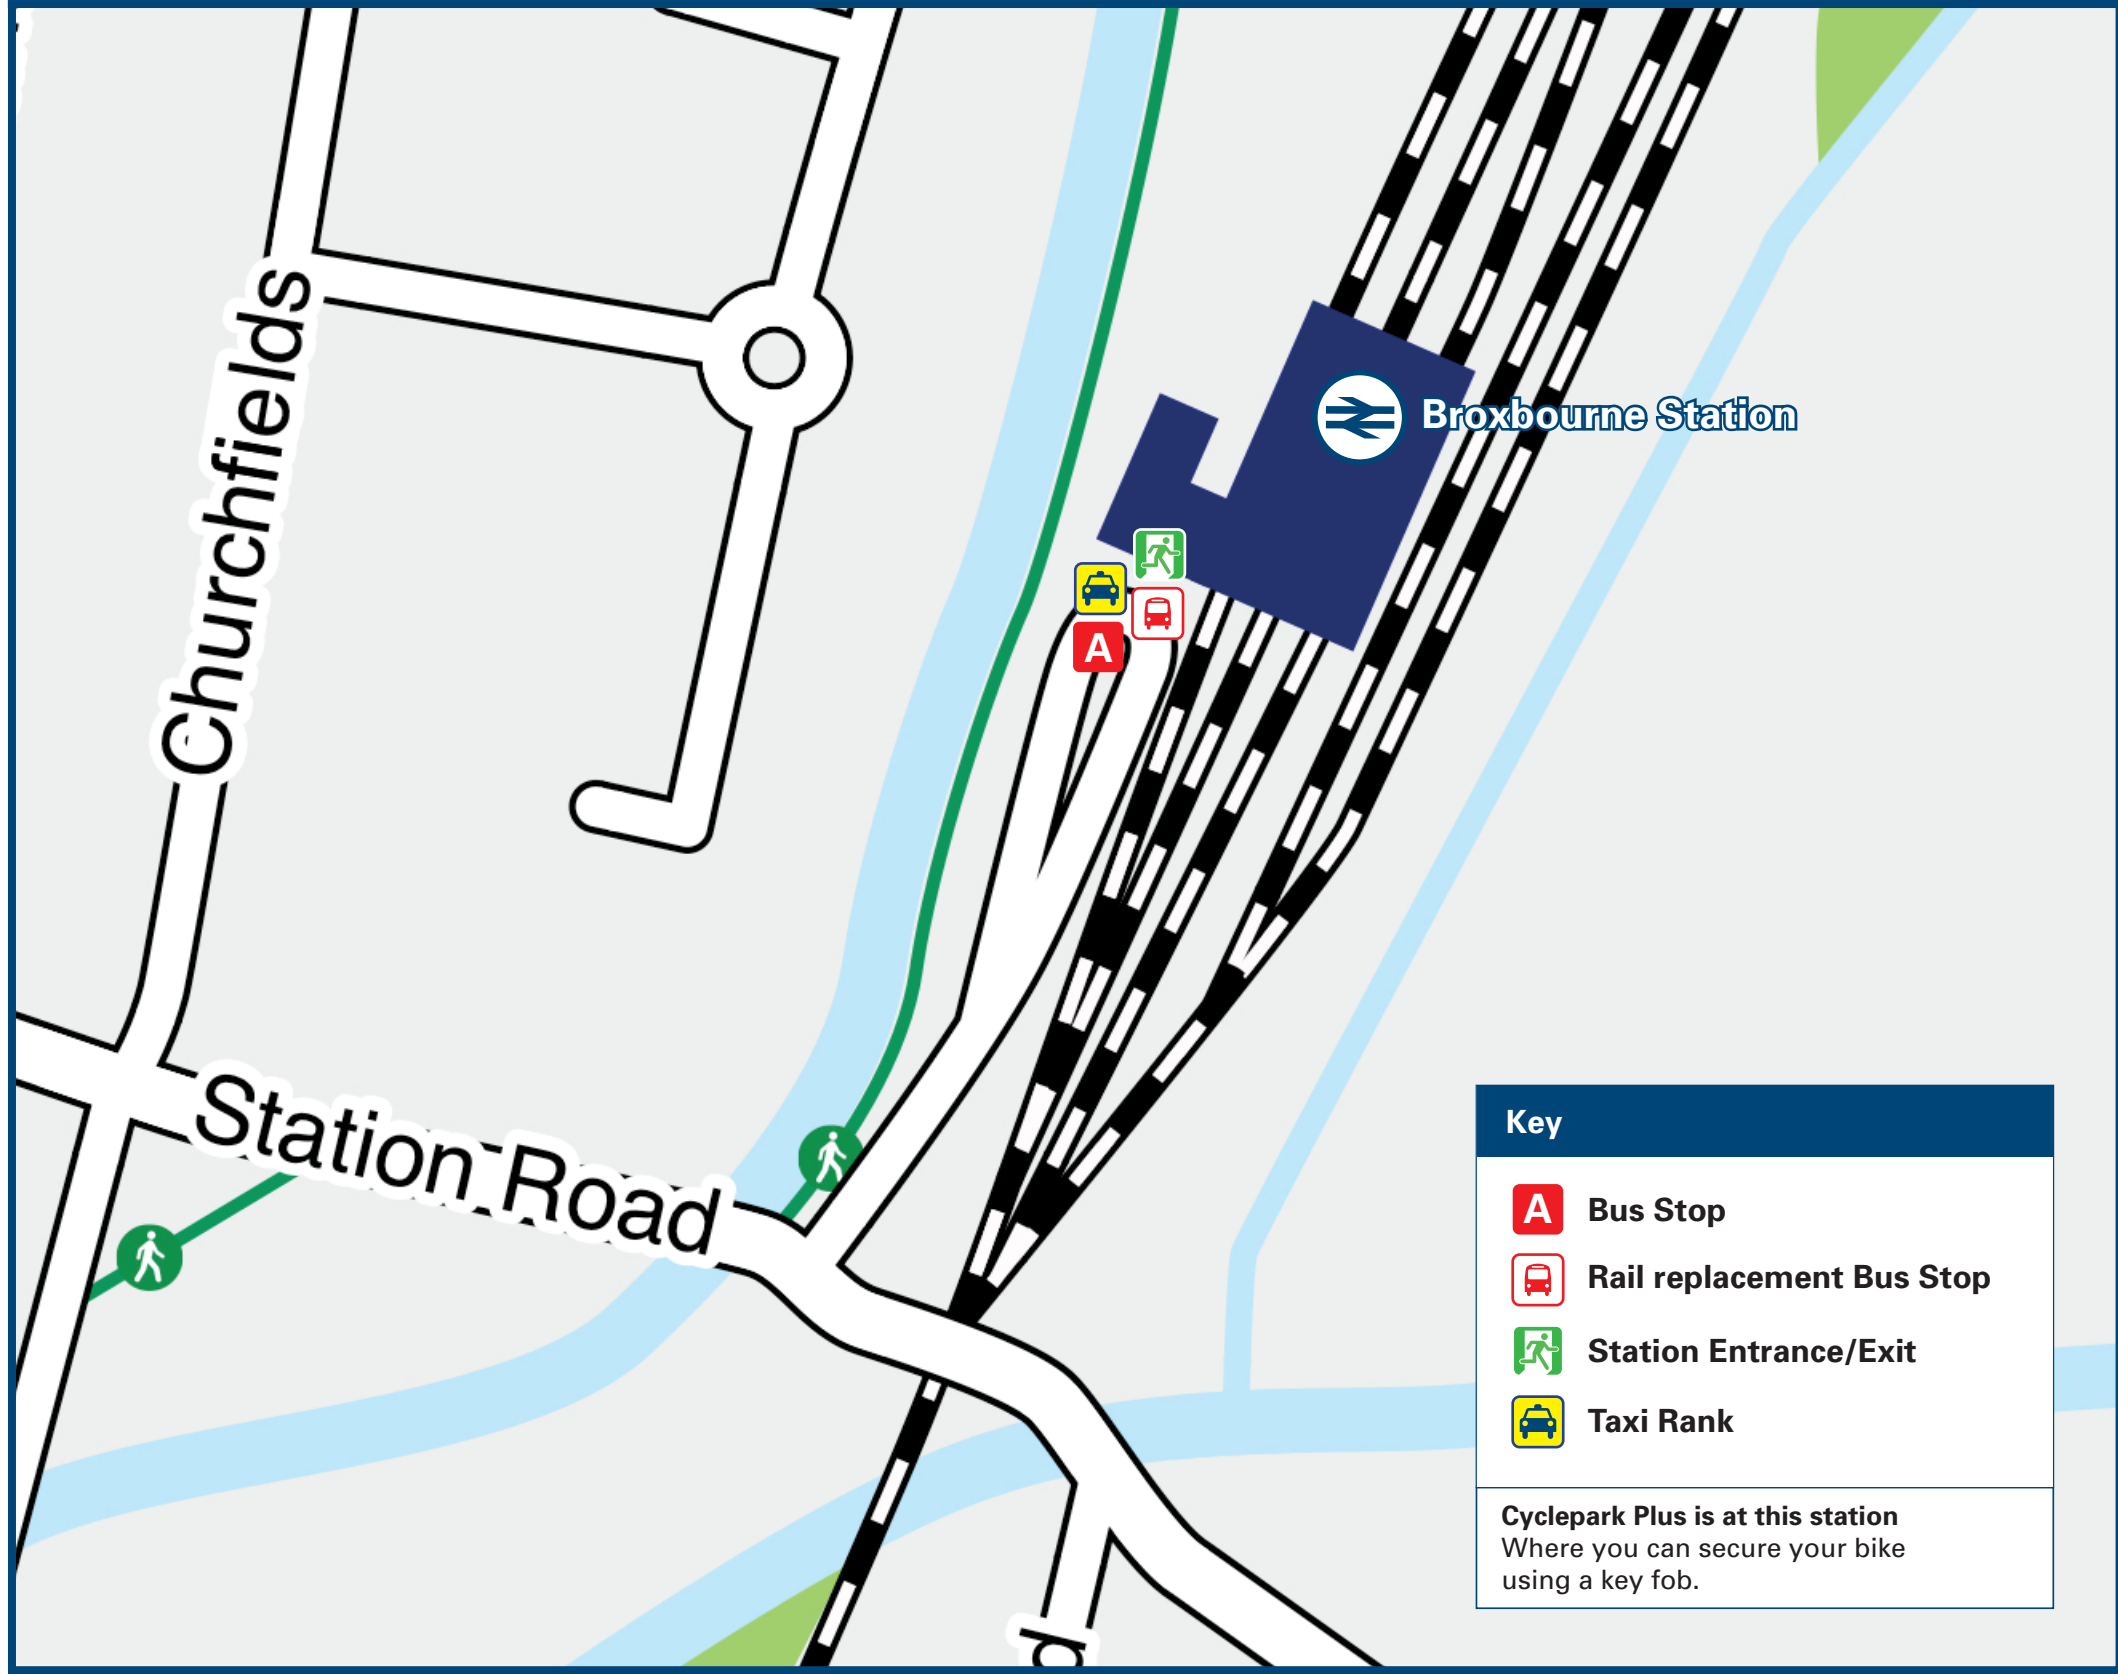 Churchfields
Broxbourne Station
A
Station Road
d
Key
A Bus Stop
Rail replacement Bus Stop
Station Entrance/Exit
Taxi Rank
Cyclepark Plus is at this station
Where you can secure your bike
using a key fob.